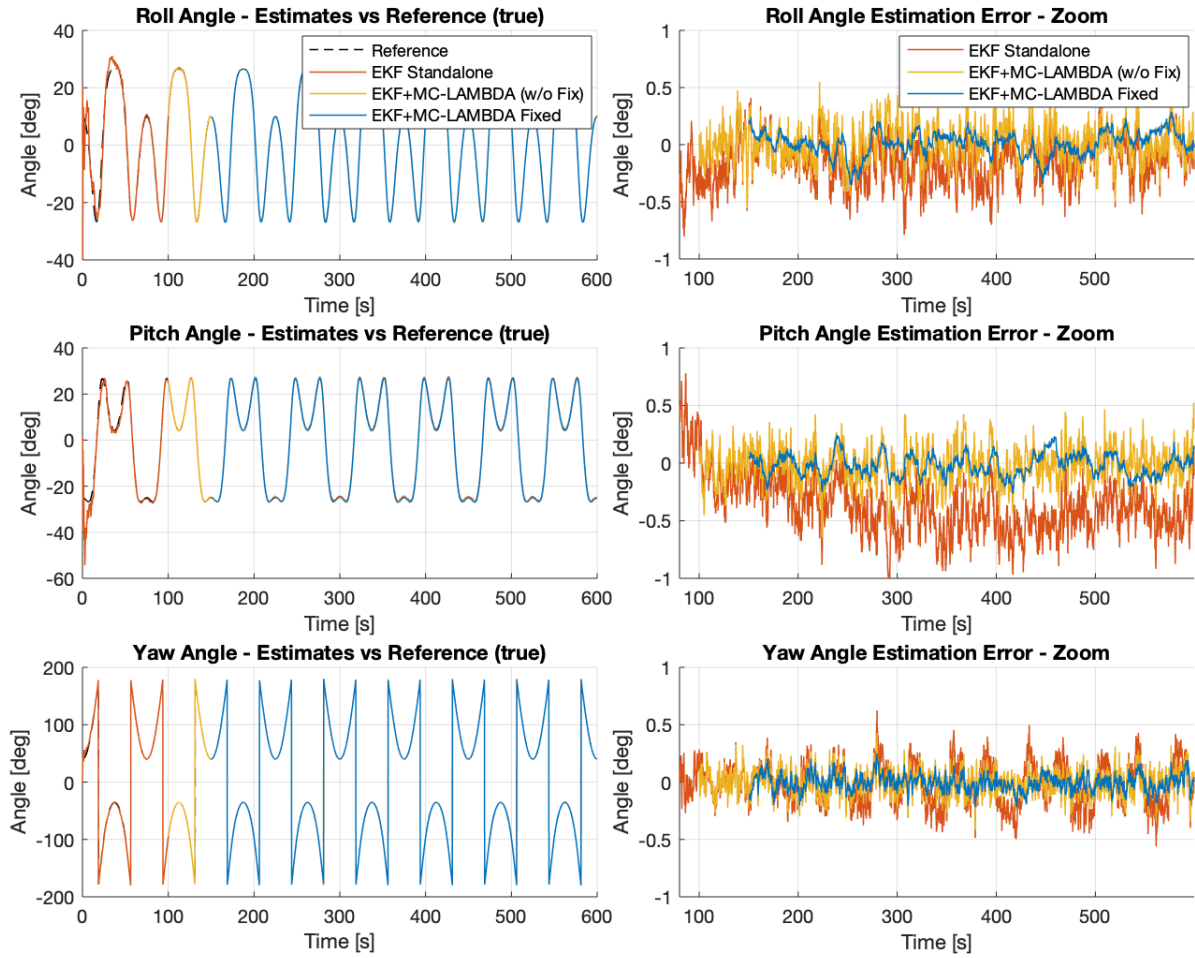 Roll Angle - Estimates vs Reference (true)
40
20
0
-20
-40
Angle [deg]
0 100 200 300 400 500 600
Time [s]
Reference
EKF Standalone
EKF+MC-LAMBDA (w/o Fix)
EKF+MC-LAMBDA Fixed
Roll Angle Estimation Error - Zoom
1
0.5
0
-0.5
-1
Angle [deg]
100 200 300 400 500
Time [s]
EKF Standalone
EKF+MC-LAMBDA (w/o Fix)
EKF+MC-LAMBDA Fixed
Pitch Angle - Estimates vs Reference (true)
40
20
0
-20
-40
-60
Angle [deg]
0 100 200 300 400 500 600
Time [s]
Pitch Angle Estimation Error - Zoom
1
0.5
0
-0.5
-1
Angle [deg]
100 200 300 400 500
Time [s]
Yaw Angle - Estimates vs Reference (true)
200
100
0
-100
-200
Angle [deg]
0 100 200 300 400 500 600
Time [s]
Yaw Angle Estimation Error - Zoom
1
0.5
0
-0.5
-1
Angle [deg]
100 200 300 400 500
Time [s]